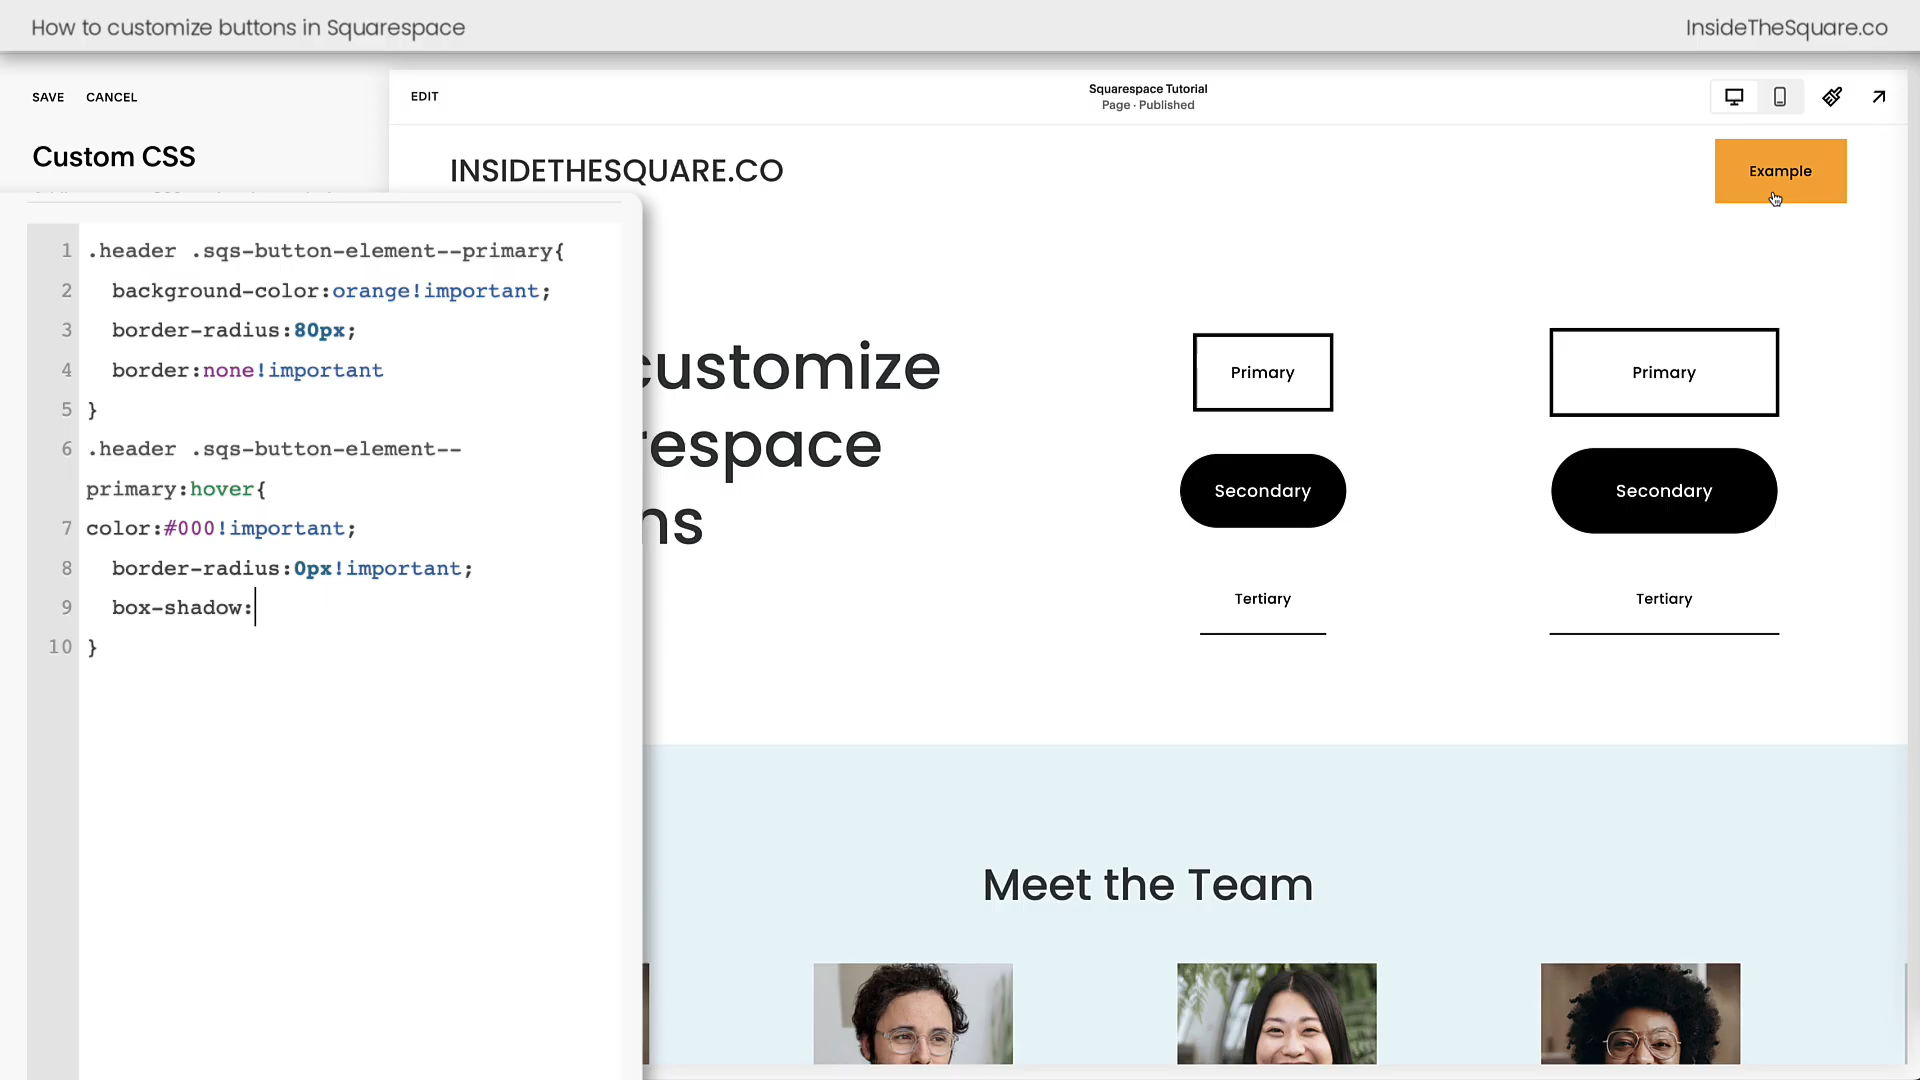 How to customize buttons in Squarespace
InsideTheSquare.co
SAVE CANCEL
EDIT
Squarespace Tutorial
Page · Published
Custom CSS
INSIDETHESQUARE.CO
Example
1 .header .sqs-button-element--primary{
2 background-color:orange!important;
3 border-radius:80px;
4 border:none!important
5 }
6 .header .sqs-button-element--
primary:hover{
7 color:#000!important;
8 border-radius:0px!important;
9 box-shadow:
10 }
customize
respace
ns
Primary
Primary
Secondary
Secondary
Tertiary
Tertiary
Meet the Team